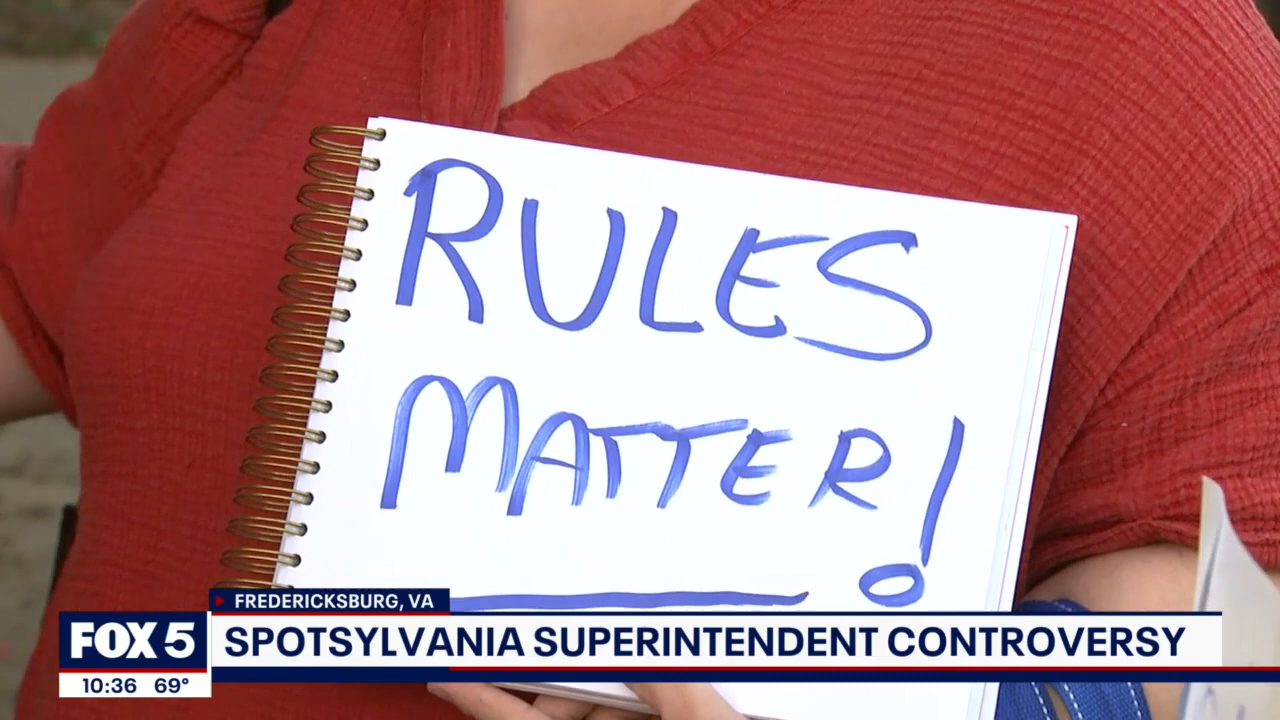 RULES
MATTER!
FREDERICKSBURG, VA
FOX 5
SPOTSYLVANIA SUPERINTENDENT CONTROVERSY
10:36 69°